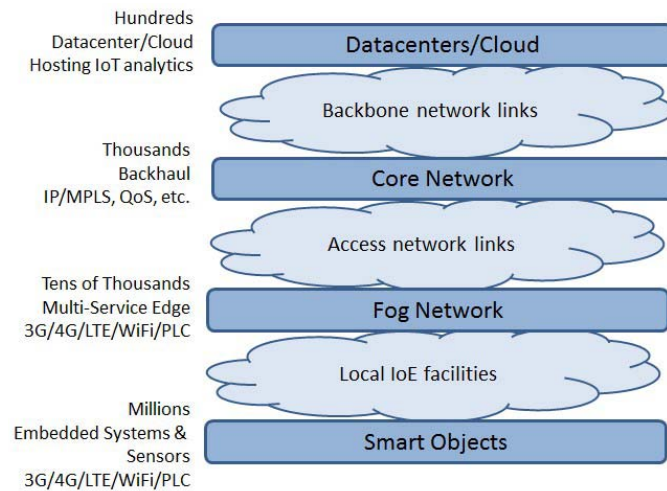 Hundreds
Datacenter/Cloud
Hosting IoT analytics
Datacenters/Cloud
Backbone network links
Thousands
Backhaul
IP/MPLS, QoS, etc.
Core Network
Access network links
Tens of Thousands
Multi-Service Edge
3G/4G/LTE/WiFi/PLC
Fog Network
Local IoE facilities
Millions
Embedded Systems &
Sensors
3G/4G/LTE/WiFi/PLC
Smart Objects